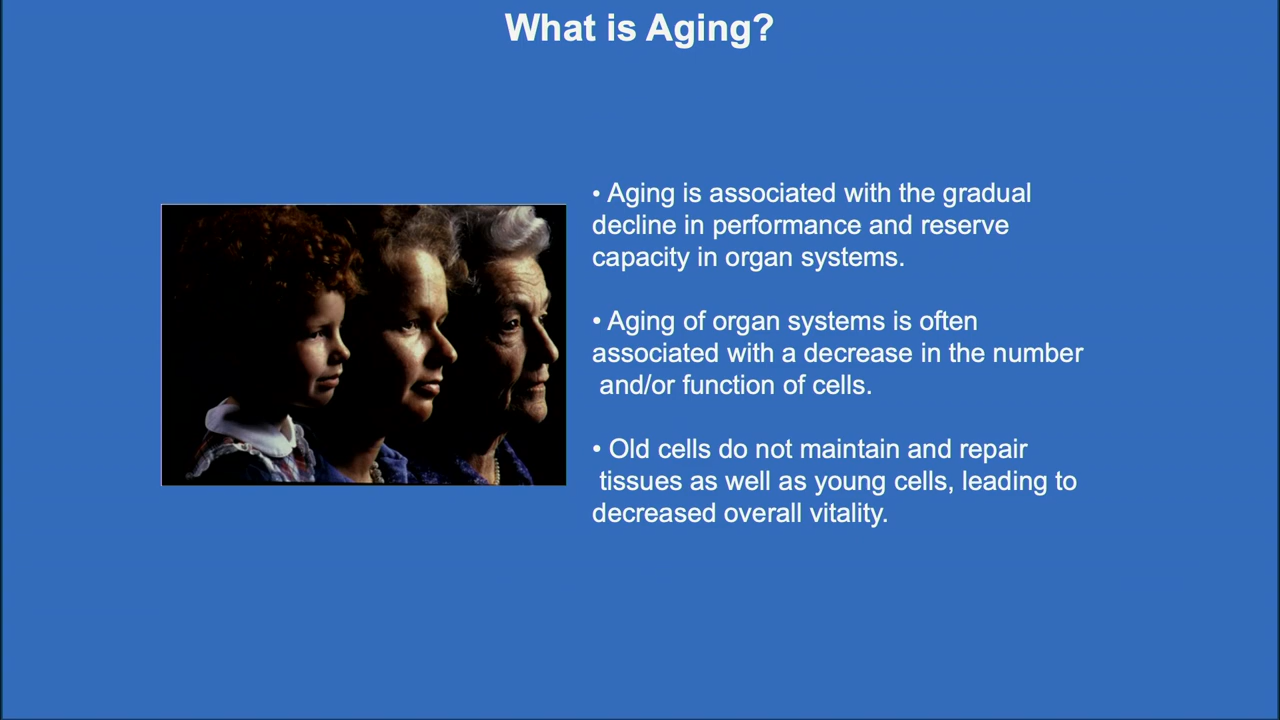 What is Aging?
• Aging is associated with the gradual
decline in performance and reserve
capacity in organ systems.
• Aging of organ systems is often
associated with a decrease in the number
and/or function of cells.
• Old cells do not maintain and repair
tissues as well as young cells, leading to
decreased overall vitality.